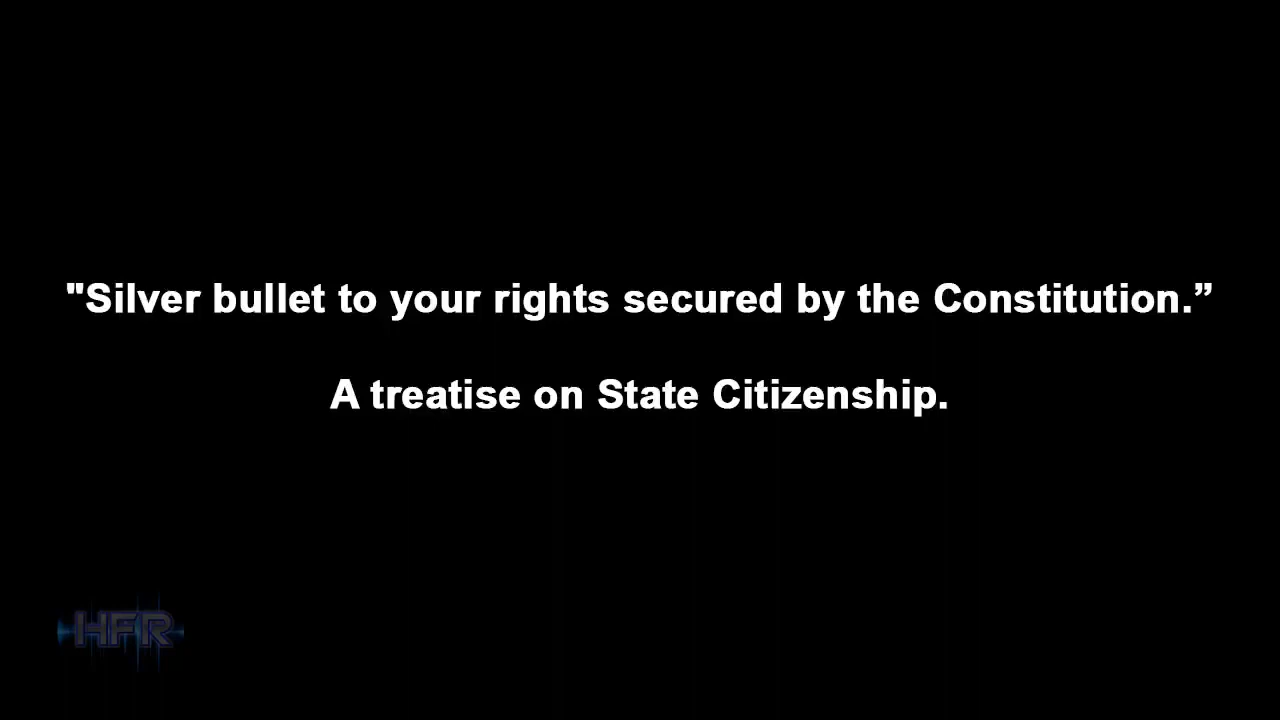 "Silver bullet to your rights secured by the Constitution.”
A treatise on State Citizenship.
HFR